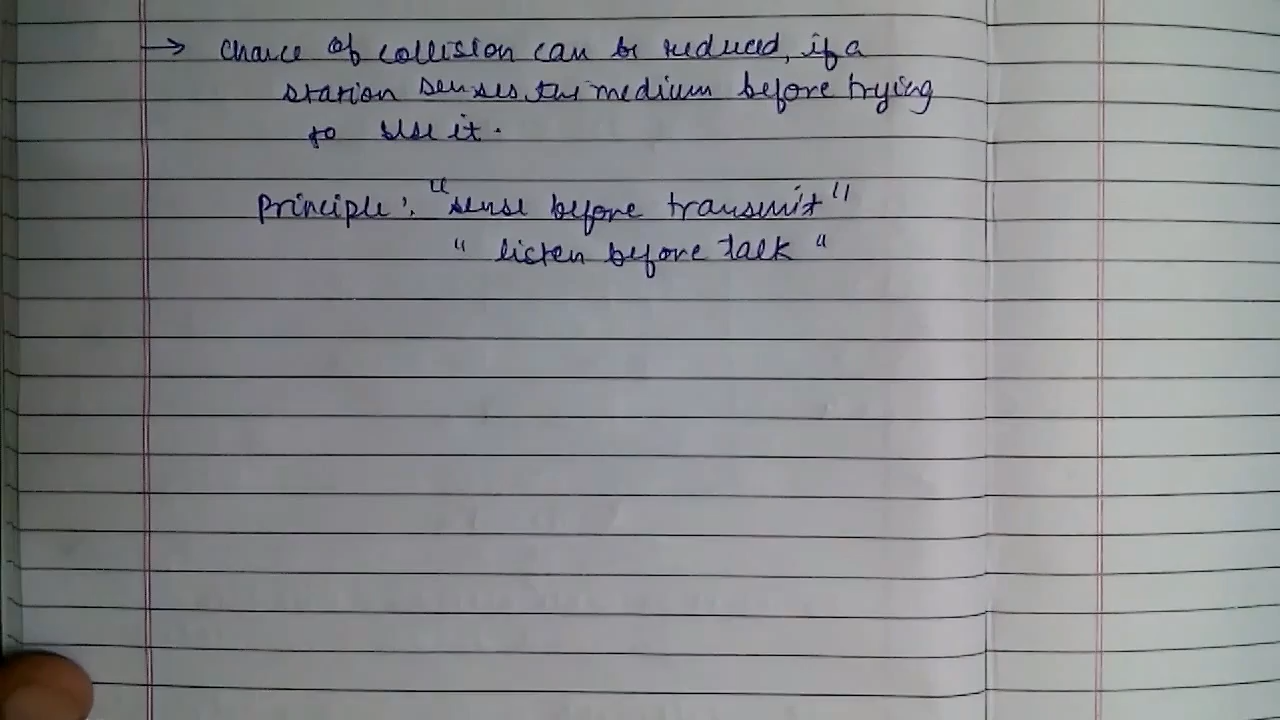 → Chance of collision can be reduced, if a
station senses the medium before trying
to use it.
Principle: "sense before transmit"
" listen before talk "